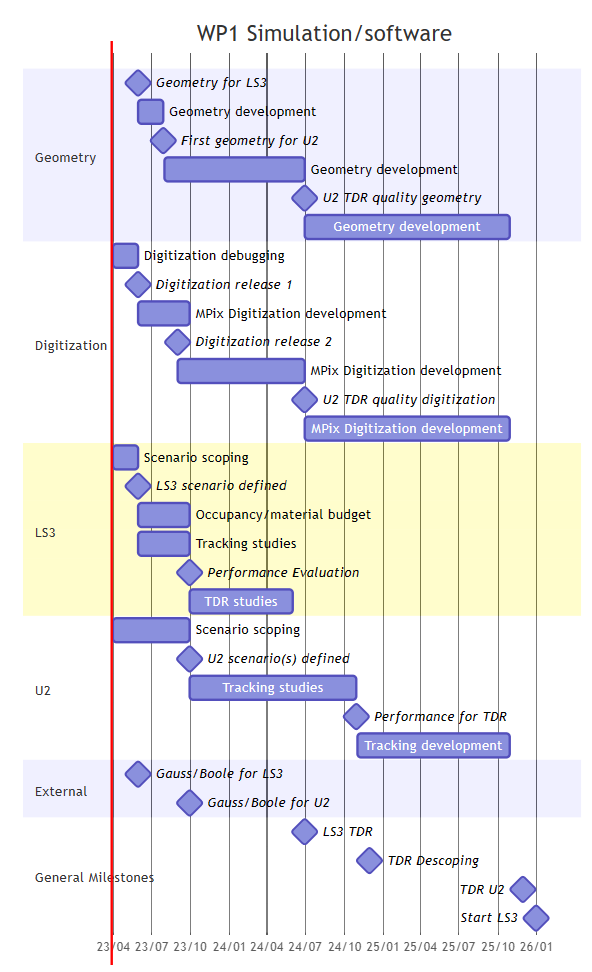 WP1 Simulation/software
Geometry for LS3
Geometry development
First geometry for U2
Geometry
Geometry development
U2 TDR quality geometry
Geometry development
Digitization debugging
Digitization release 1
MPix Digitization development
Digitization release 2
Digitization
MPix Digitization development
U2 TDR quality digitization
MPix Digitization development
Scenario scoping
LS3 scenario defined
Occupancy/material budget
LS3
Tracking studies
Performance Evaluation
TDR studies
Scenario scoping
U2 scenario(s) defined
U2
Tracking studies
Performance for TDR
Tracking development
Gauss/Boole for LS3
External
Gauss/Boole for U2
LS3 TDR
TDR Descoping
General Milestones
TDR U2
Start LS3
23/04 23/07 23/10 24/01 24/04 24/07 24/10 25/01 25/04 25/07 25/10 26/01